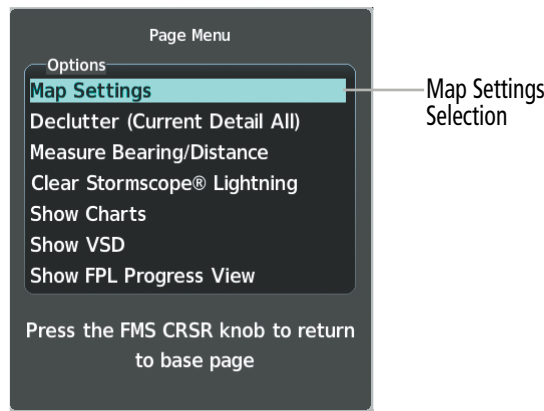 Page Menu
Options
Map Settings
Declutter (Current Detail All)
Measure Bearing/Distance
Clear Stormscope® Lightning
Show Charts
Show VSD
Show FPL Progress View
Press the FMS CRSR knob to return
to base page
Map Settings
Selection